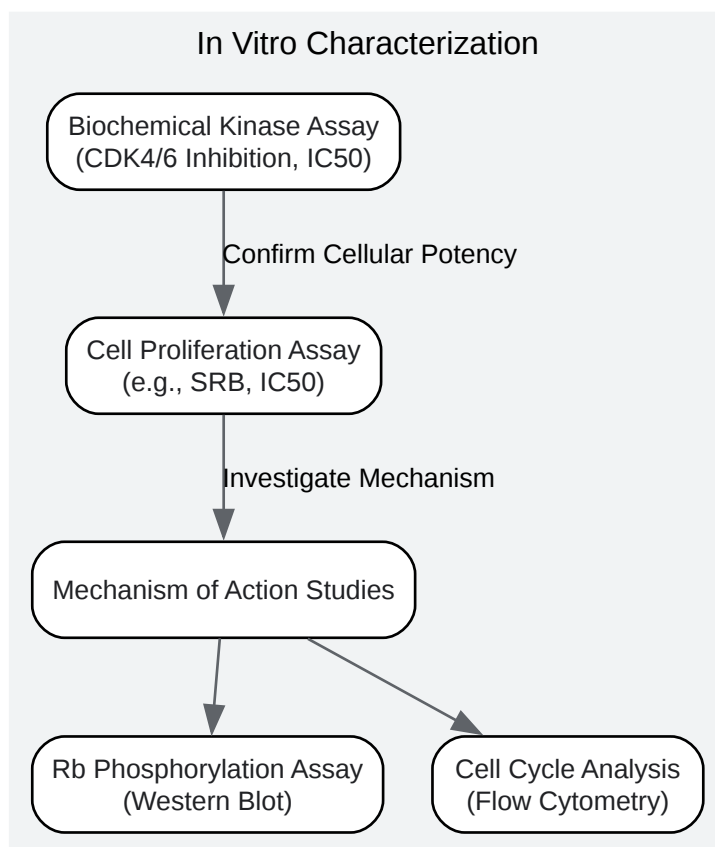 In Vitro Characterization
Biochemical Kinase Assay
(CDK4/6 Inhibition, IC50)
Confirm Cellular Potency
Cell Proliferation Assay
(e.g., SRB, IC50)
Investigate Mechanism
Mechanism of Action Studies
Rb Phosphorylation Assay
(Western Blot)
Cell Cycle Analysis
(Flow Cytometry)